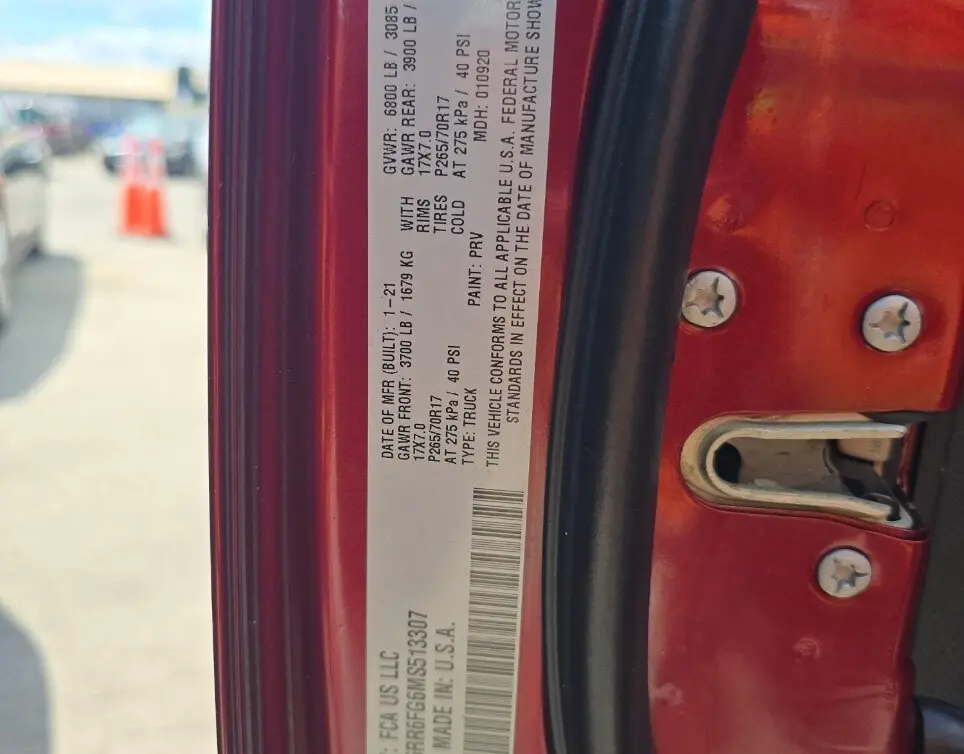 : FCA US LLC
RR6FG6MS513307
MADE IN: U.S.A.
DATE OF MFR (BUILT): 1-21 GVWR: 6800 LB / 3085
GAWR FRONT: 3700 LB / 1679 KG WITH GAWR REAR: 3900 LB /
17X7.0 RIMS 17X7.0
P265/70R17 TIRES P265/70R17
AT 275 kPa / 40 PSI COLD AT 275 kPa / 40 PSI
TYPE: TRUCK PAINT: PRV MDH: 010920
THIS VEHICLE CONFORMS TO ALL APPLICABLE U.S.A. FEDERAL MOTOR
STANDARDS IN EFFECT ON THE DATE OF MANUFACTURE SHOW